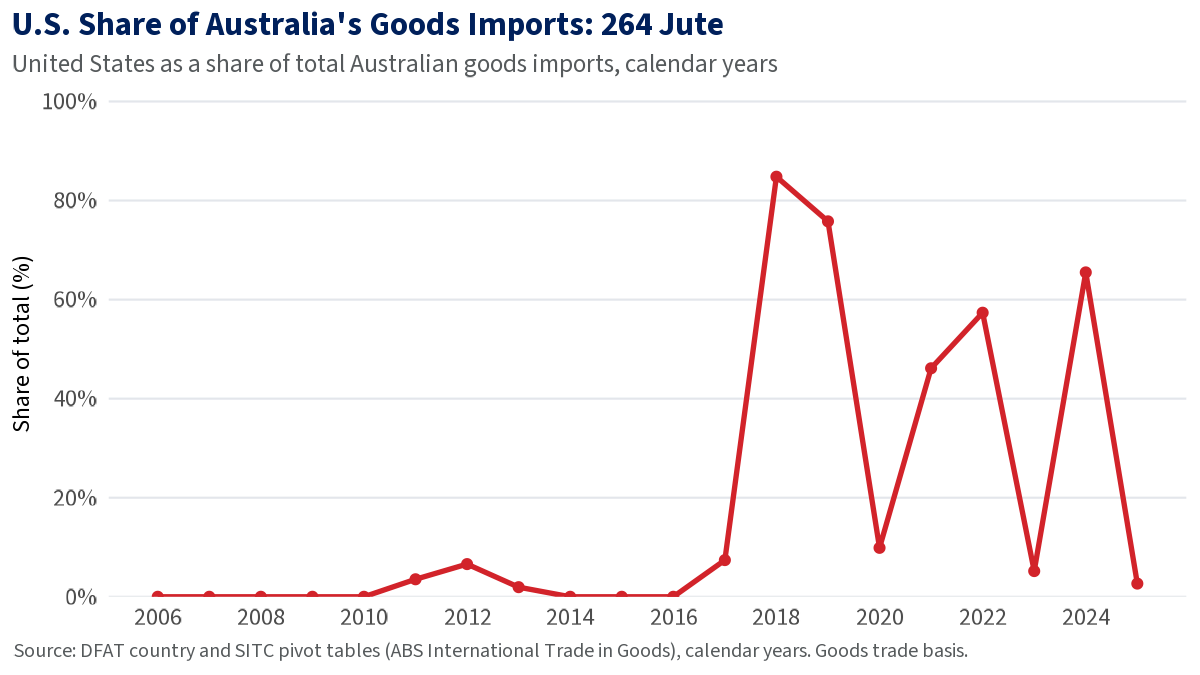 U.S. Share of Australia's Goods Imports: 264 Jute
United States as a share of total Australian goods imports, calendar years
100%
80%
60%
40%
20%
0%
Share of total (%)
2006 2008 2010 2012 2014 2016 2018 2020 2022 2024
Source: DFAT country and SITC pivot tables (ABS International Trade in Goods), calendar years. Goods trade basis.